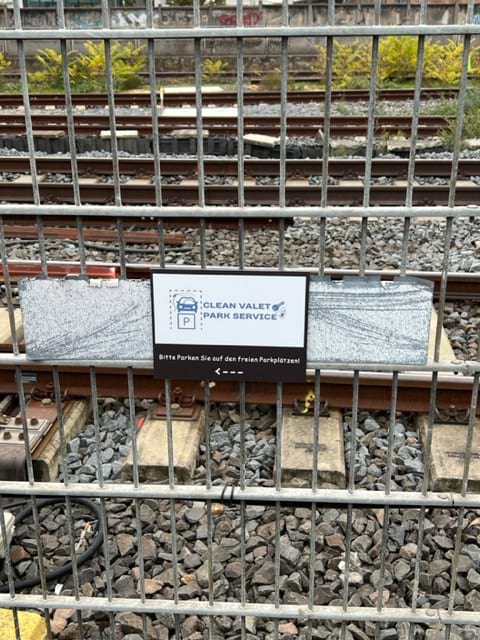 P
CLEAN VALET
PARK SERVICE
Bitte Parken Sie auf den freien Parkplätzen!
<---